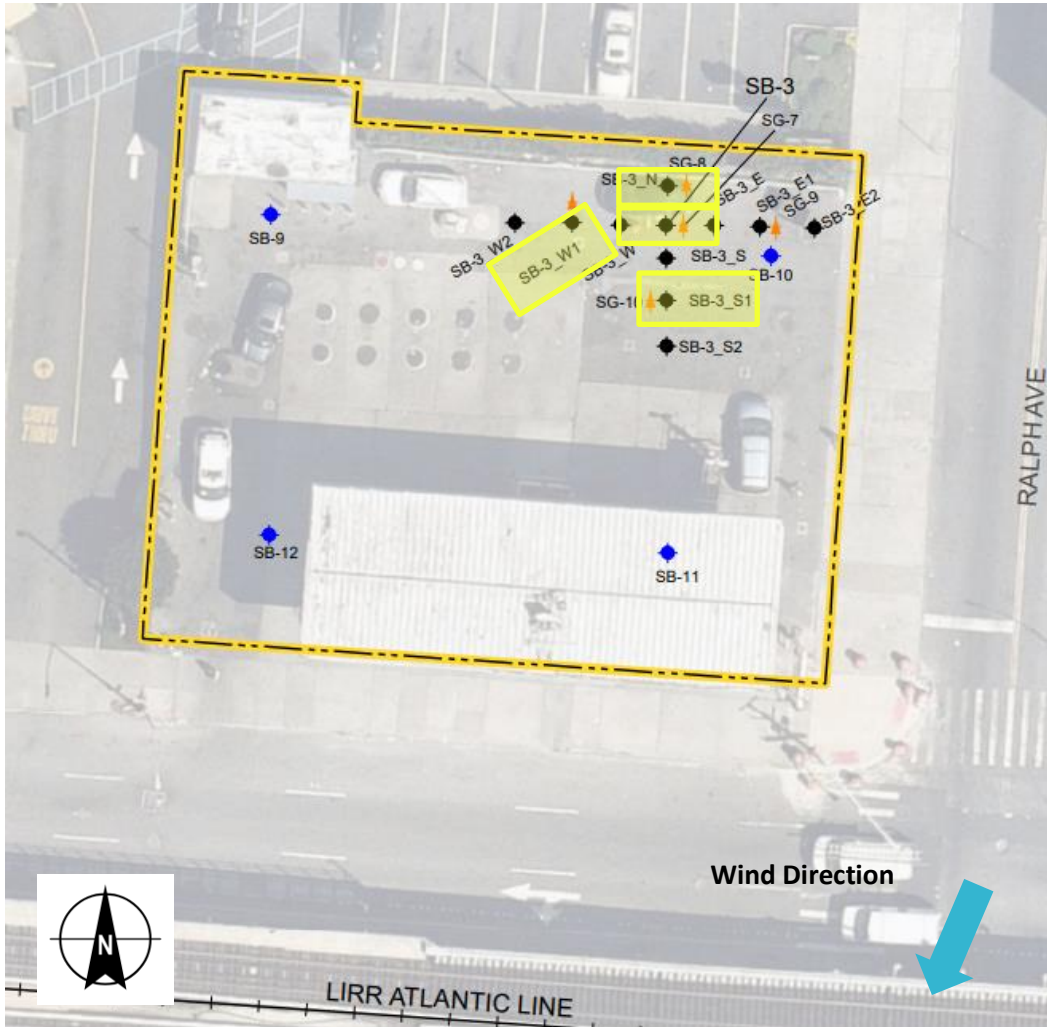 SB-3
SG-7
SG-8
SB-3_N
SB-3_E
SB-3_E1
SG-9
SB-3_E2
SB-9
SB-3_W2
SB-3_W1
SB-3_W
SB-3_S
SB-10
SG-10
SB-3_S1
SB-3_S2
RALPH AVE
SB-12
SB-11
Wind Direction
N
LIRR ATLANTIC LINE